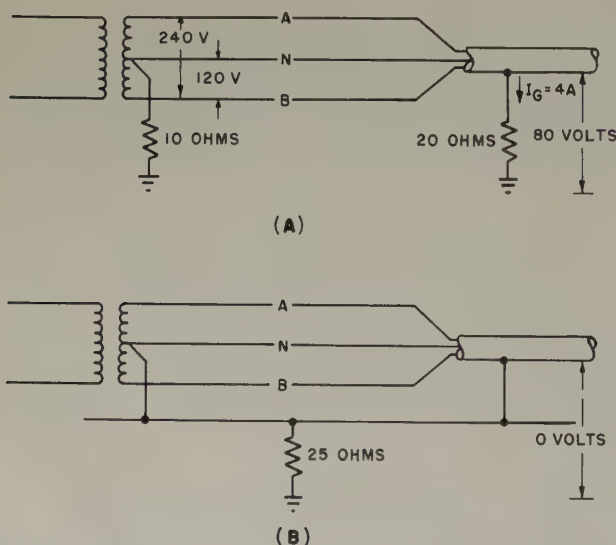 240 V
A
N
120 V
B
10 OHMS
I_G = 4A
20 OHMS
80 VOLTS
(A)
A
N
B
0 VOLTS
25 OHMS
(B)